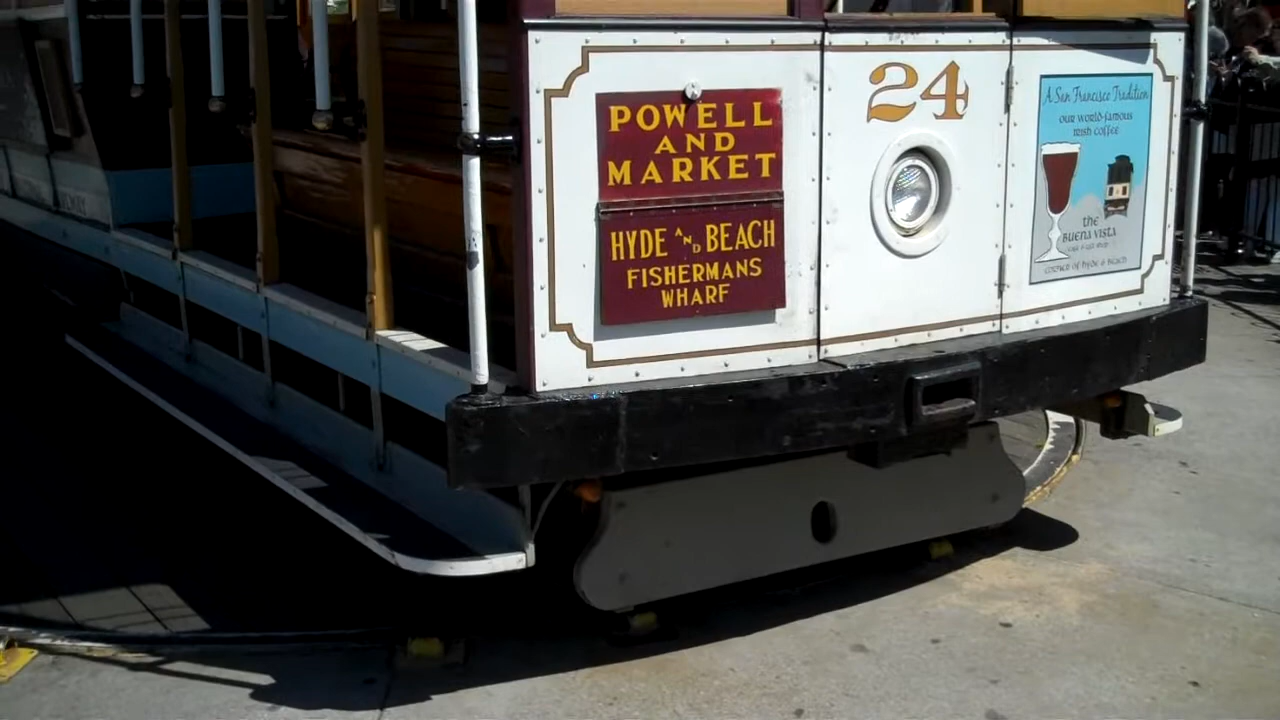 POWELL
AND
MARKET
HYDE AND BEACH
FISHERMANS
WHARF
24
A San Francisco Tradition
our world-famous
irish coffee
the
Buena Vista
corner of hyde & beach